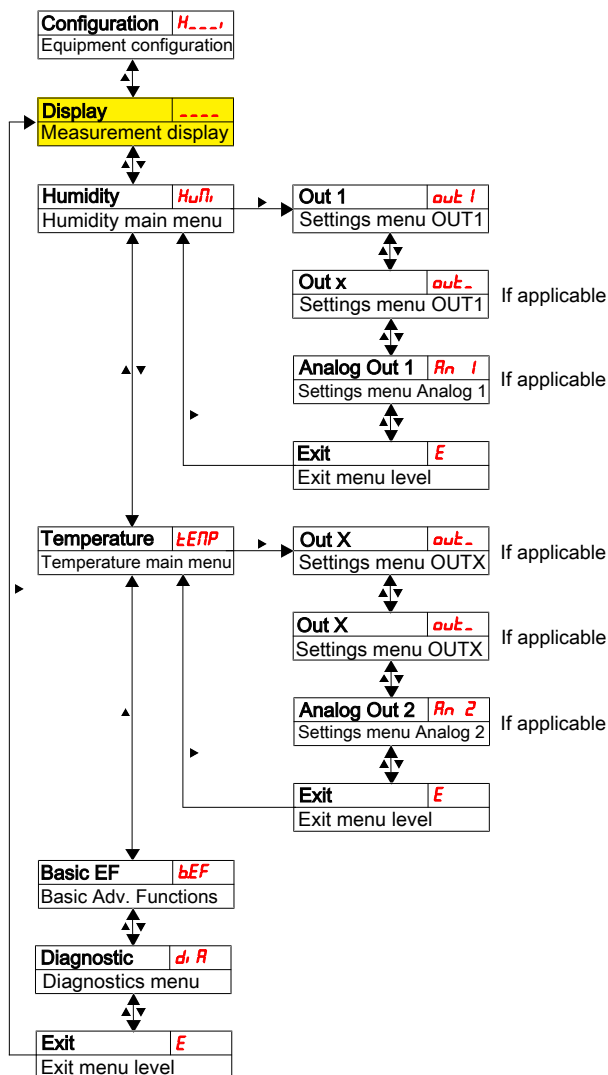 Configuration H___i
Equipment configuration
Display ----
Measurement display
Humidity HuMi
Humidity main menu
Out 1 out 1
Settings menu OUT1
Out x out_
Settings menu OUT1
If applicable
Analog Out 1 An 1
Settings menu Analog 1
If applicable
Exit E
Exit menu level
Temperature tEMP
Temperature main menu
Out X out_
Settings menu OUTX
If applicable
Out X out_
Settings menu OUTX
If applicable
Analog Out 2 An 2
Settings menu Analog 2
If applicable
Exit E
Exit menu level
Basic EF bEF
Basic Adv. Functions
Diagnostic diA
Diagnostics menu
Exit E
Exit menu level